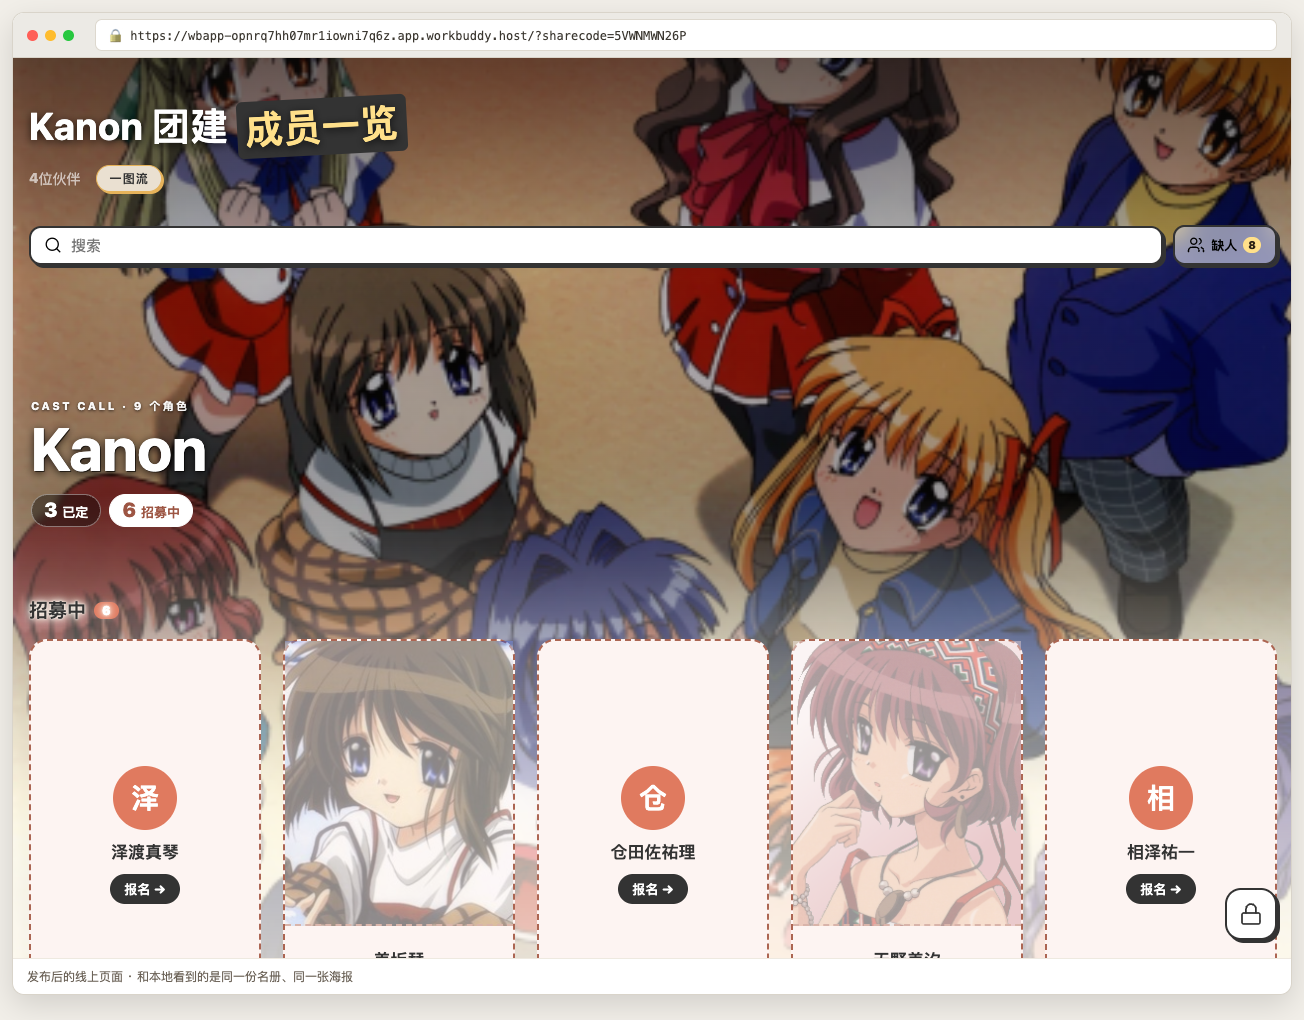 https://wbapp-opnrq7hh07mr1iowni7q6z.app.workbuddy.host/?sharecode=5VWNMWN26P
Kanon 团建 成员一览
4位伙伴 一图流
搜索
缺人 8
CAST CALL · 9 个角色
Kanon
3 已定 6 招募中
招募中 6
泽
泽渡真琴
报名 →
仓
仓田佐祐理
报名 →
相
相泽祐一
报名 →
发布后的线上页面 · 和本地看到的是同一份名册、同一张海报